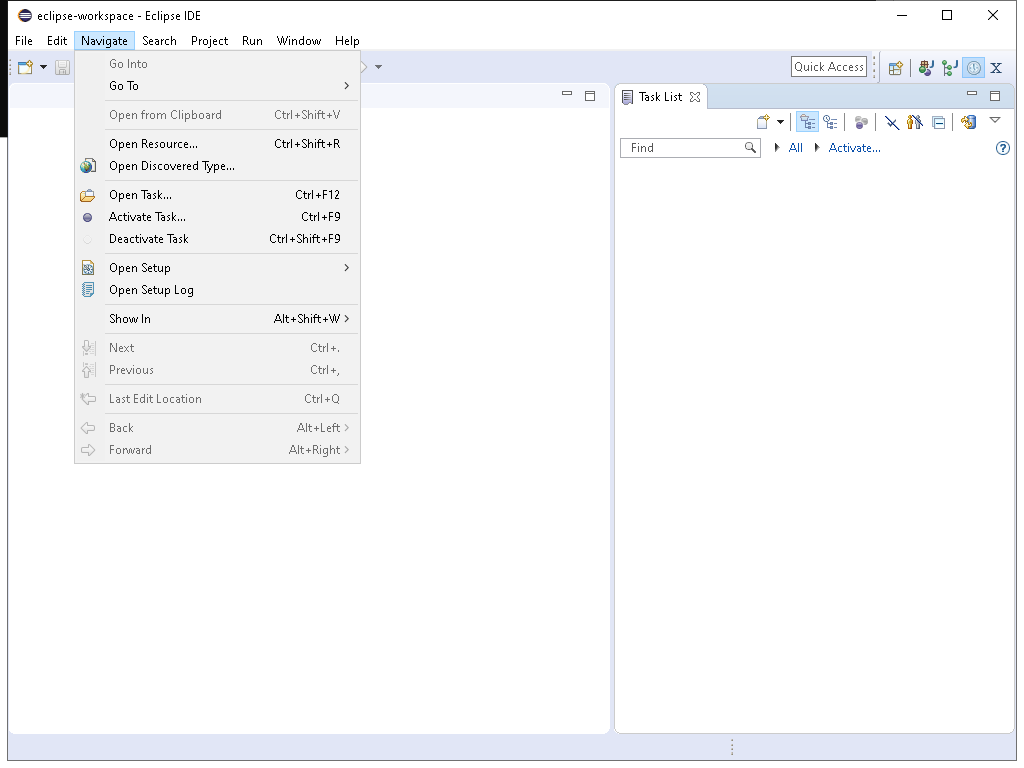 eclipse-workspace - Eclipse IDE
File Edit Navigate Search Project Run Window Help
Quick Access
Go Into
Go To
Open from Clipboard Ctrl+Shift+V
Open Resource... Ctrl+Shift+R
Open Discovered Type...
Open Task... Ctrl+F12
Activate Task... Ctrl+F9
Deactivate Task Ctrl+Shift+F9
Open Setup
Open Setup Log
Show In Alt+Shift+W
Next Ctrl+.
Previous Ctrl+,
Last Edit Location Ctrl+Q
Back Alt+Left
Forward Alt+Right
Task List
Find All Activate...